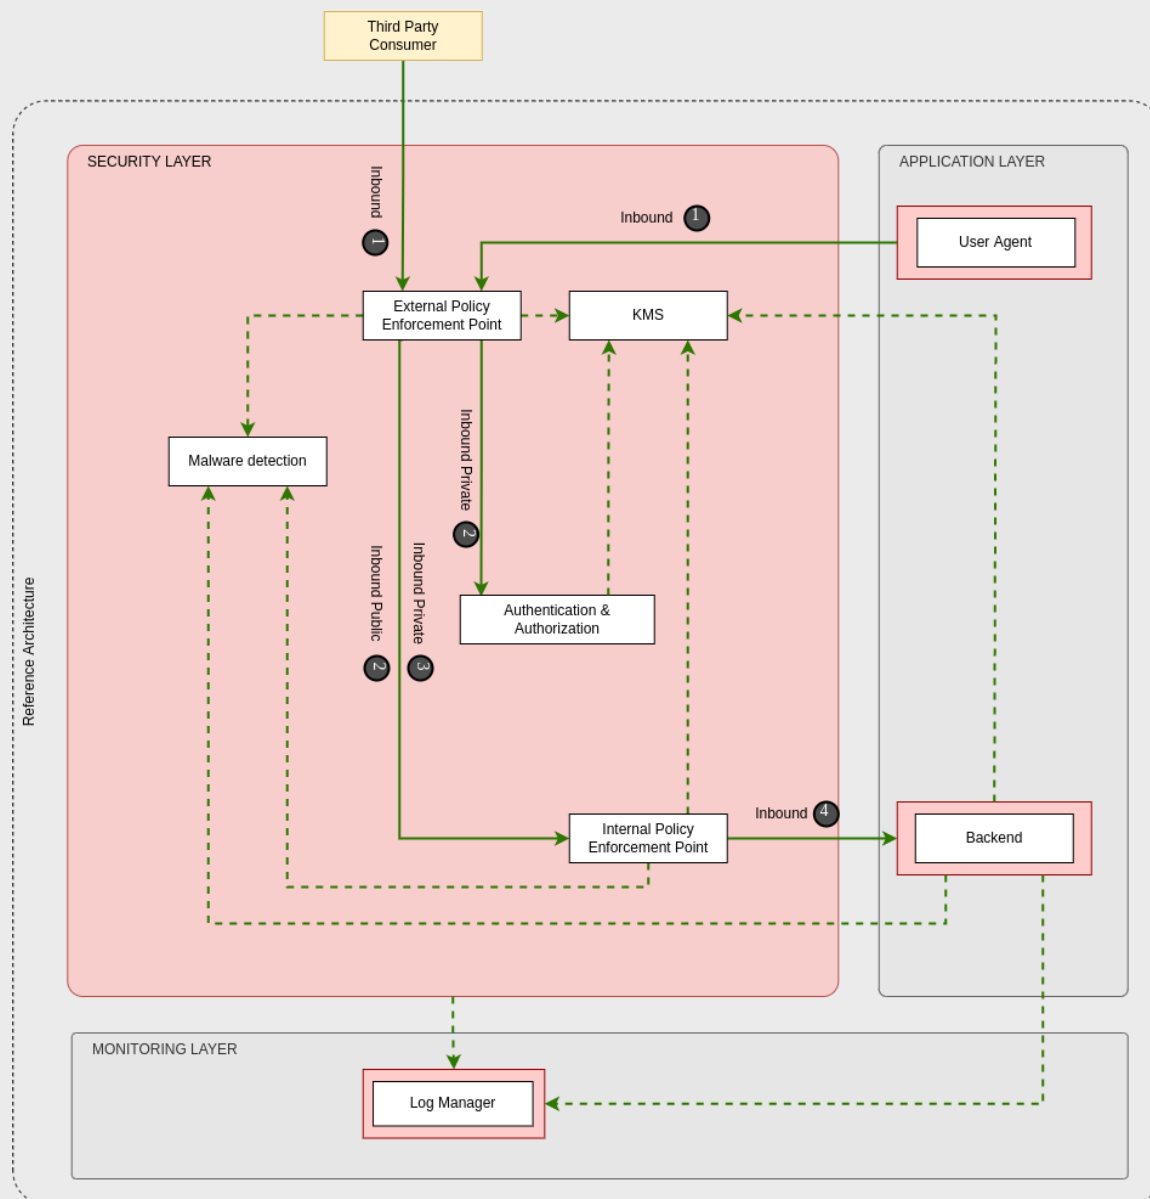 Third Party
Consumer
SECURITY LAYER
APPLICATION LAYER
Inbound
1
Inbound
1
User Agent
External Policy
Enforcement Point
KMS
Inbound Private
2
Malware detection
Inbound Public
2
Inbound Private
3
Authentication &
Authorization
Reference Architecture
Internal Policy
Enforcement Point
Inbound
4
Backend
MONITORING LAYER
Log Manager